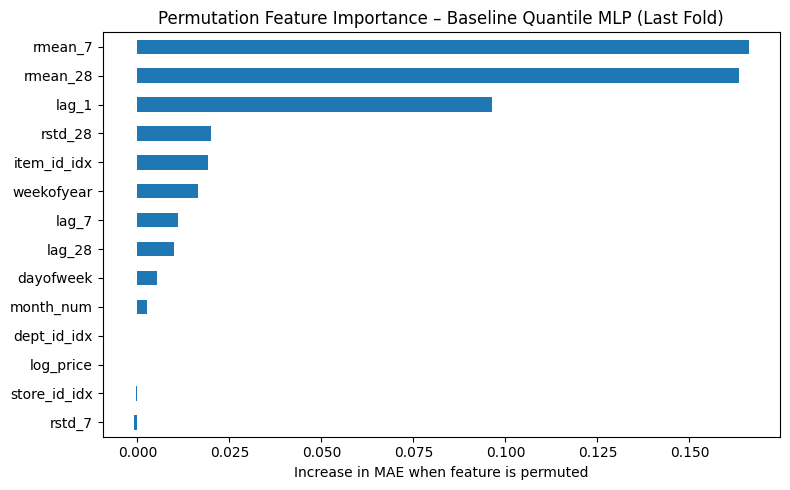 Permutation Feature Importance – Baseline Quantile MLP (Last Fold)
rmean_7
rmean_28
lag_1
rstd_28
item_id_idx
weekofyear
lag_7
lag_28
dayofweek
month_num
dept_id_idx
log_price
store_id_idx
rstd_7
0.000 0.025 0.050 0.075 0.100 0.125 0.150
Increase in MAE when feature is permuted